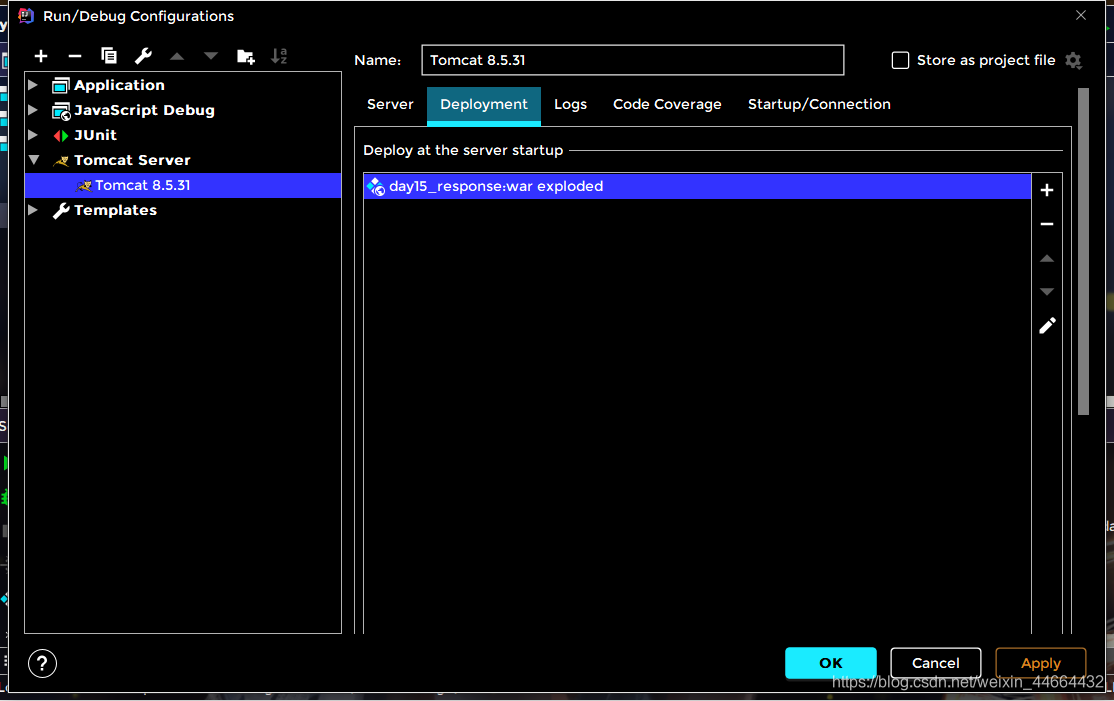 Run/Debug Configurations
Name: Tomcat 8.5.31 Store as project file
Application
JavaScript Debug
JUnit
Tomcat Server
Tomcat 8.5.31
Templates
Server Deployment Logs Code Coverage Startup/Connection
Deploy at the server startup
day15_response:war exploded
? OK Cancel Apply
https://blog.csdn.net/weixin_44664432